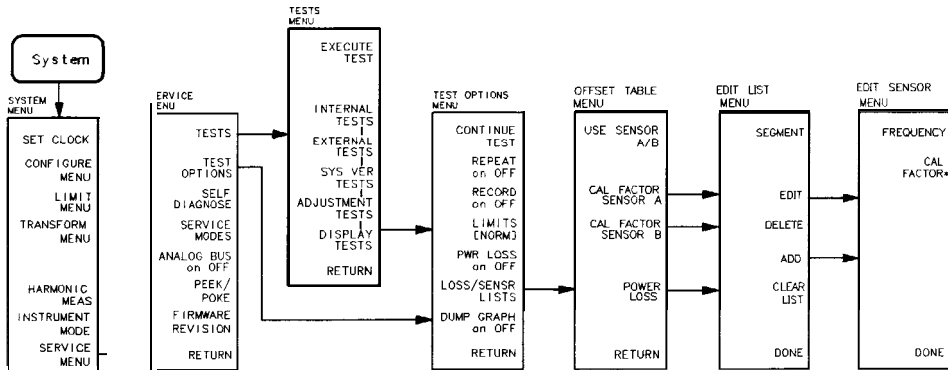 System
SYSTEM
MENU
SET CLOCK
CONFIGURE
MENU
LIMIT
MENU
TRANSFORM
MENU
HARMONIC
MEAS
INSTRUMENT
MODE
SERVICE
MENU
ERVICE
ENU
TESTS
TEST
OPTIONS
SELF
DIAGNOSE
SERVICE
MODES
ANALOG BUS
on OFF
PEEK/
POKE
FIRMWARE
REVISION
RETURN
TESTS
MENU
EXECUTE
TEST
INTERNAL
TESTS
EXTERNAL
TESTS
SYS VER
TESTS
ADJUSTMENT
TESTS
DISPLAY
TESTS
RETURN
TEST OPTIONS
MENU
CONTINUE
TEST
REPEAT
on OFF
RECORD
on OFF
LIMITS
[NORM]
PWR LOSS
on OFF
LOSS/SENSR
LISTS
DUMP GRAPH
on OFF
RETURN
OFFSET TABLE
MENU
USE SENSOR
A/B
CAL FACTOR
SENSOR A
CAL FACTOR
SENSOR B
POWER
LOSS
RETURN
EDIT LIST
MENU
SEGMENT
EDIT
DELETE
ADD
CLEAR
LIST
DONE
EDIT SENSOR
MENU
FREQUENCY
CAL
FACTOR*
DONE